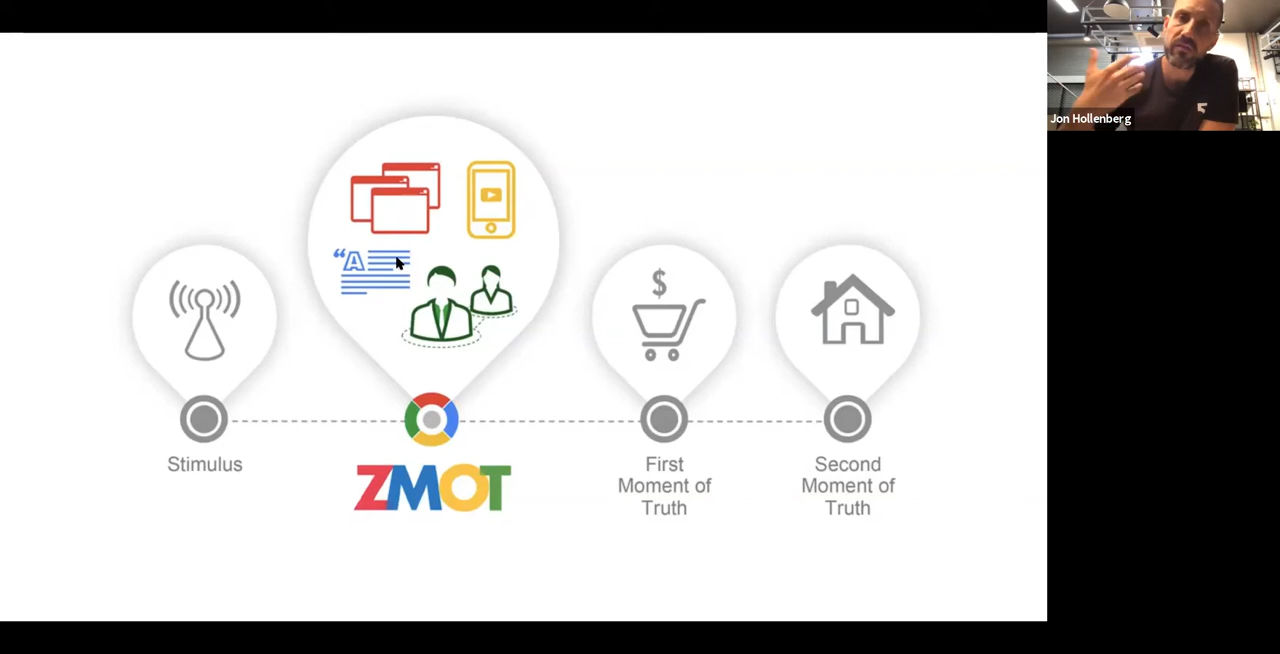 Jon Hollenberg
“A
Stimulus
ZMOT
First
Moment of
Truth
Second
Moment of
Truth
$